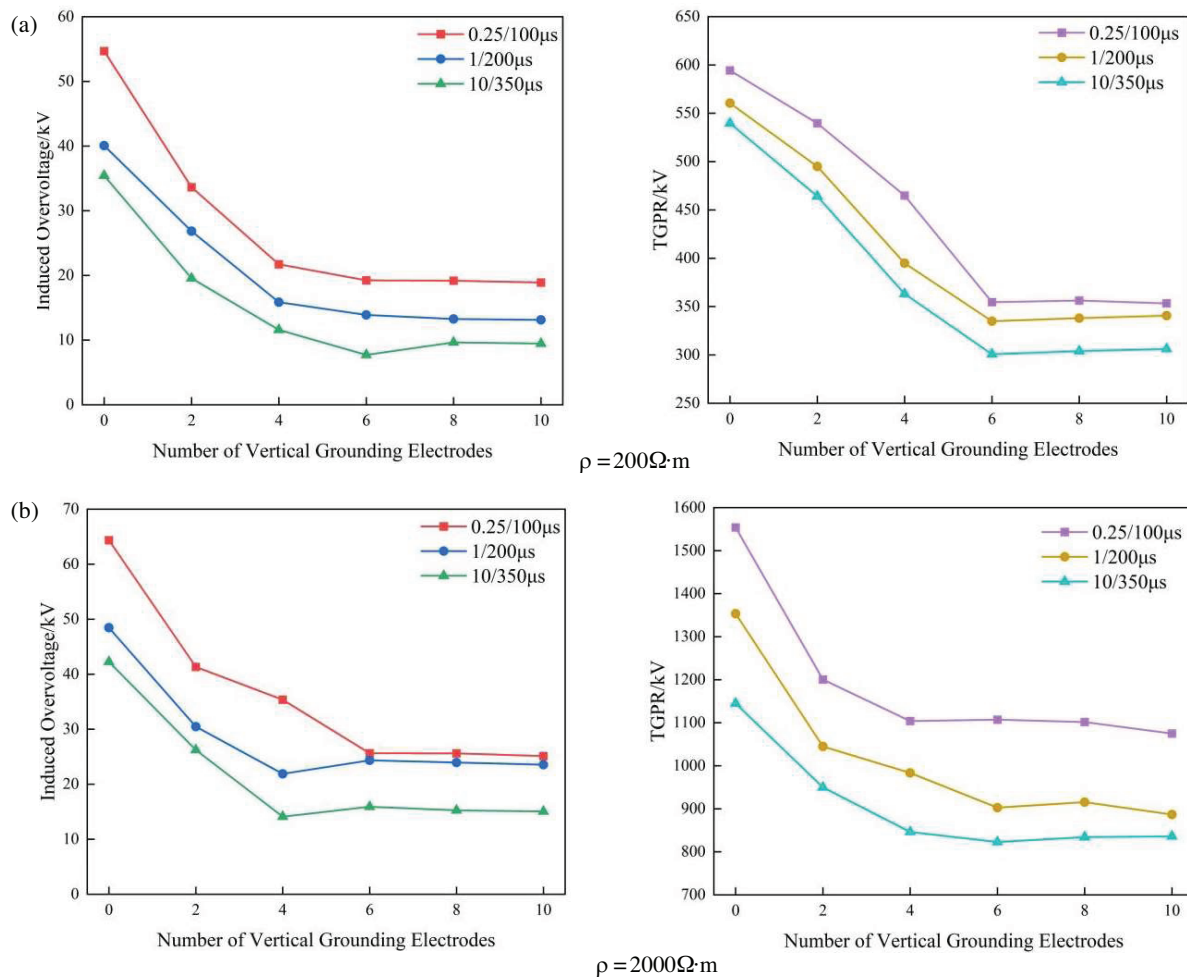 (a)
60
50
40
30
20
10
0
Induced Overvoltage/kV
0.25/100μs
1/200μs
10/350μs
0 2 4 6 8 10
Number of Vertical Grounding Electrodes
650
600
550
500
450
400
350
300
250
TGPR/kV
0.25/100μs
1/200μs
10/350μs
0 2 4 6 8 10
Number of Vertical Grounding Electrodes
ρ = 200Ω·m
(b)
70
60
50
40
30
20
10
0
Induced Overvoltage/kV
0.25/100μs
1/200μs
10/350μs
0 2 4 6 8 10
Number of Vertical Grounding Electrodes
1600
1500
1400
1300
1200
1100
1000
900
800
700
TGPR/kV
0.25/100μs
1/200μs
10/350μs
0 2 4 6 8 10
Number of Vertical Grounding Electrodes
ρ = 2000Ω·m